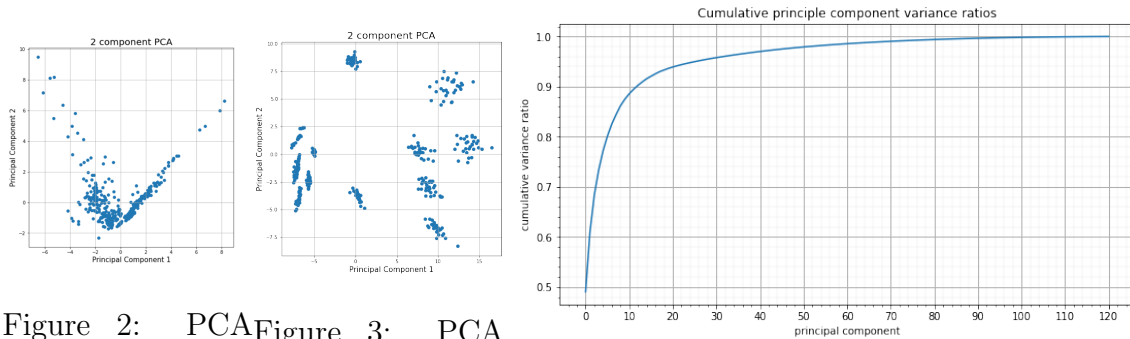 2 component PCA
10
8
6
4
2
0
−2
Principal Component 2
−6 −4 −2 0 2 4 6 8
Principal Component 1
2 component PCA
10.0
7.5
5.0
2.5
0.0
−2.5
−5.0
−7.5
Principal Component 2
−5 0 5 10 15
Principal Component 1
Cumulative principle component variance ratios
1.0
0.9
0.8
0.7
0.6
0.5
cumulative variance ratio
0 10 20 30 40 50 60 70 80 90 100 110 120
principal component
Figure 2: PCA
Figure 3: PCA